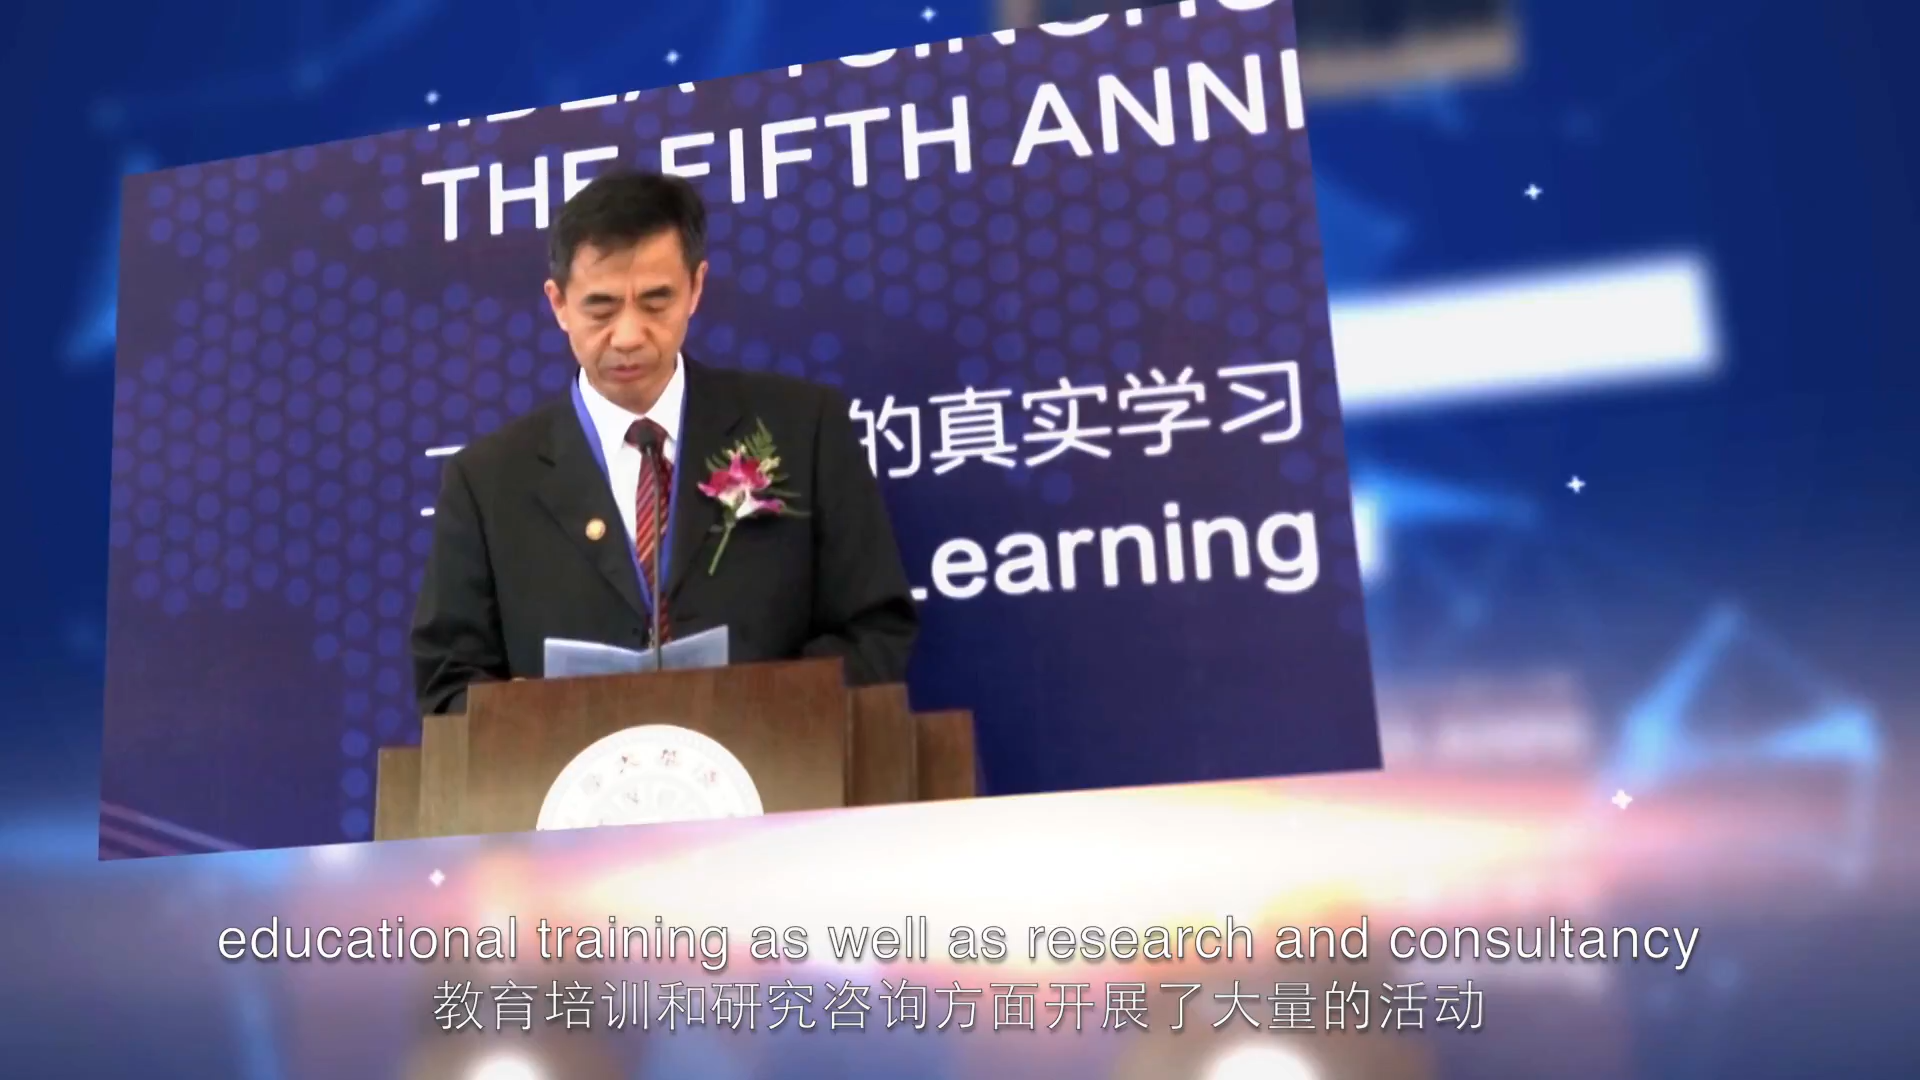 THE FIFTH ANNI
的真实学习
Learning
educational training as well as research and consultancy
教育培训和研究咨询方面开展了大量的活动